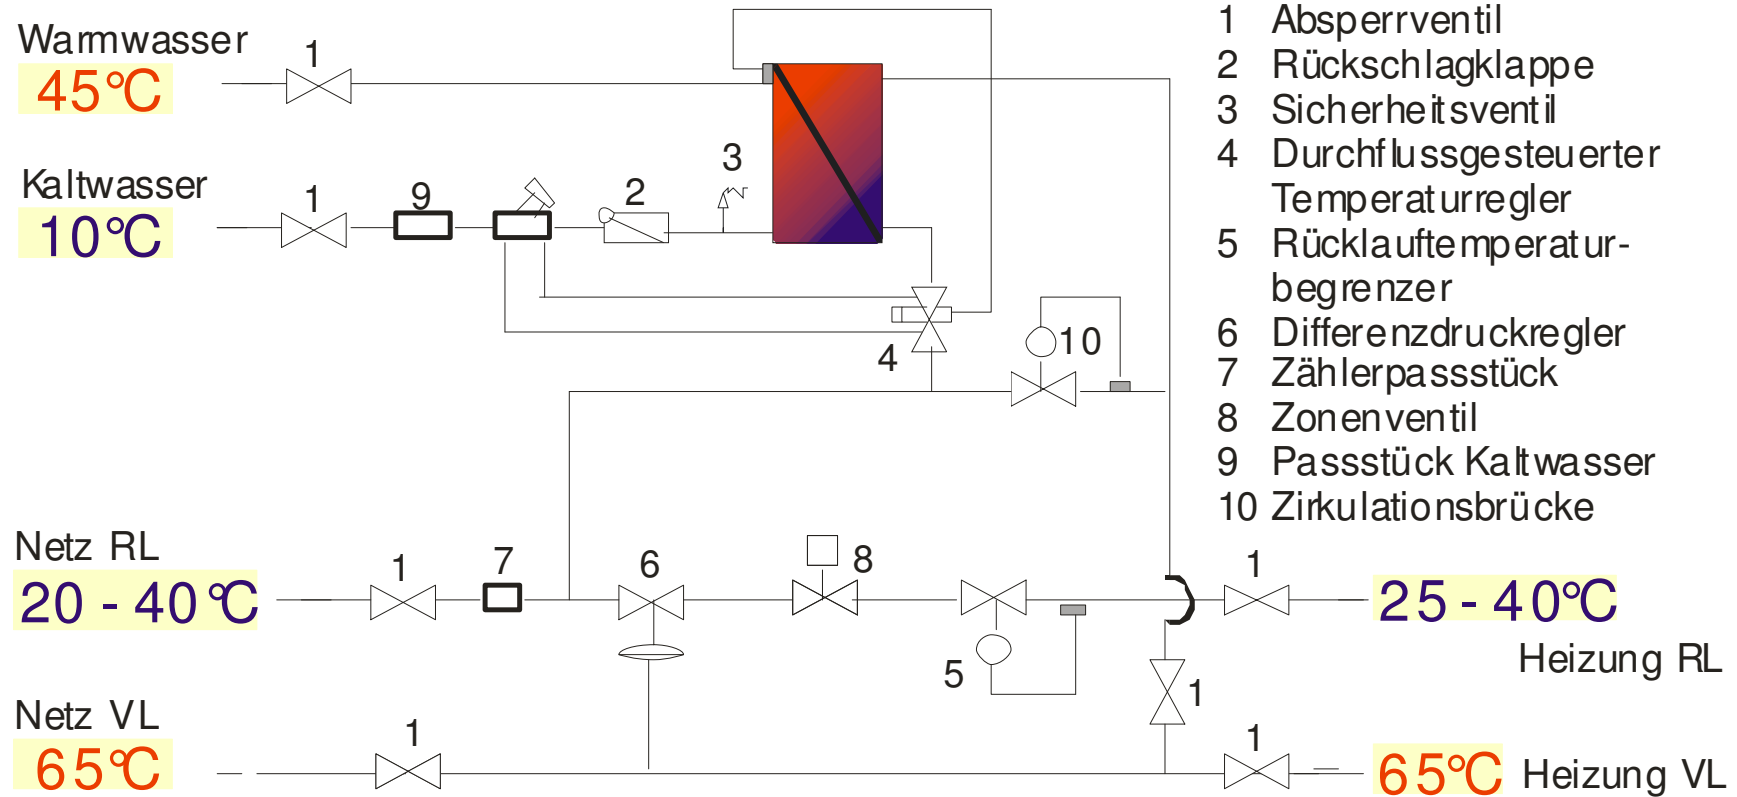 Warmwasser
45°C
1
Kaltwasser
10°C
1
9
2
3
4
10
1 Absperrventil
2 Rückschlagklappe
3 Sicherheitsventil
4 Durchflussgesteuerter
Temperaturregler
5 Rücklauftemperatur-
begrenzer
6 Differenzdruckregler
7 Zählerpassstück
8 Zonenventil
9 Passstück Kaltwasser
10 Zirkulationsbrücke
Netz RL
20 - 40°C
1
7
6
8
5
1
1
25 - 40°C
Heizung RL
Netz VL
65°C
1
1
65°C Heizung VL